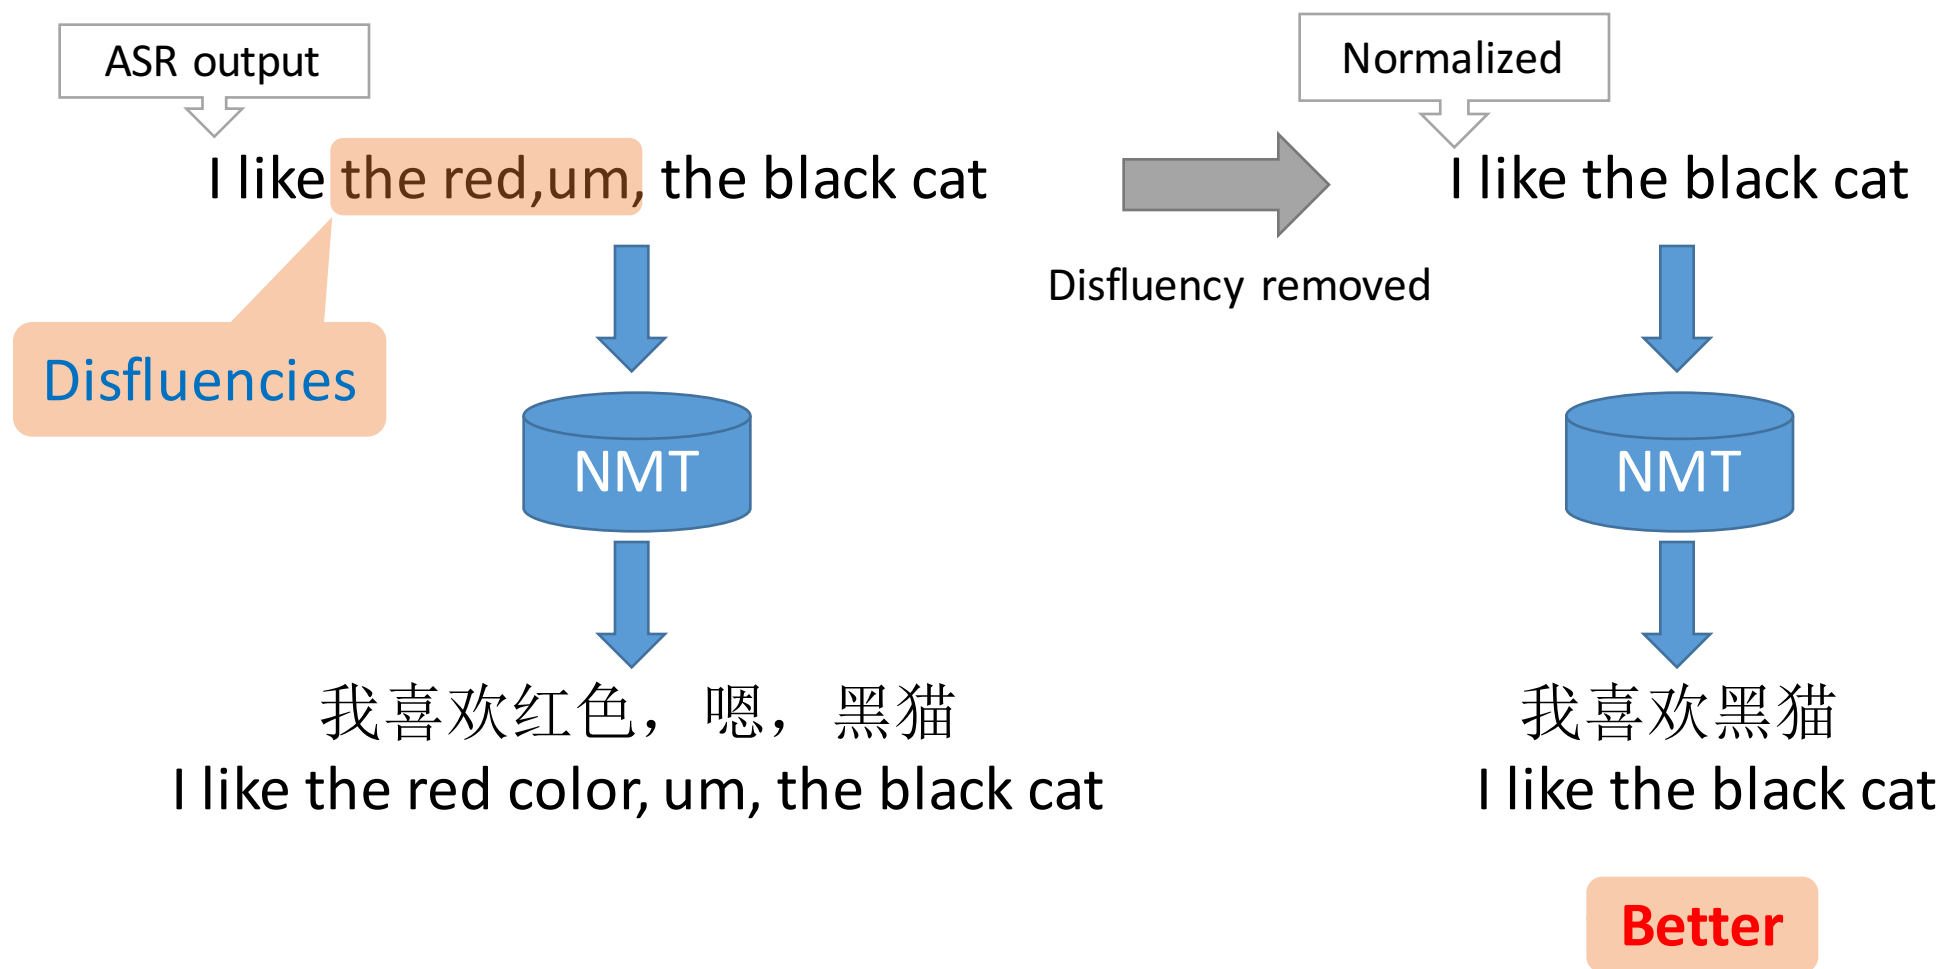 ASR output
Normalized
I like the red,um, the black cat
I like the black cat
Disfluency removed
Disfluencies
NMT
NMT
我喜欢红色，嗯，黑猫
我喜欢黑猫
I like the red color, um, the black cat
I like the black cat
Better